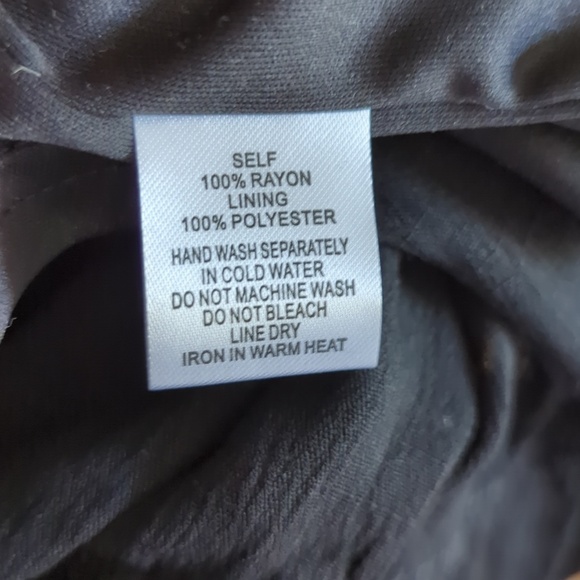 SELF
100% RAYON
LINING
100% POLYESTER
HAND WASH SEPARATELY
IN COLD WATER
DO NOT MACHINE WASH
DO NOT BLEACH
LINE DRY
IRON IN WARM HEAT